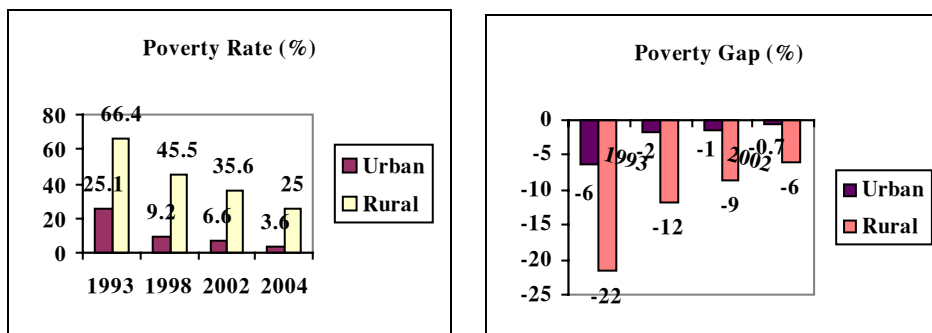 Poverty Rate (%)
80
60
40
20
0
66.4
45.5
35.6
25
25.1
9.2
6.6
3.6
1993 1998 2002 2004
Urban
Rural
Poverty Gap (%)
-0
-5
-10
-15
-20
-25
1993 2002
-6 -2 -1 -0.7
-22 -12 -9 -6
Urban
Rural